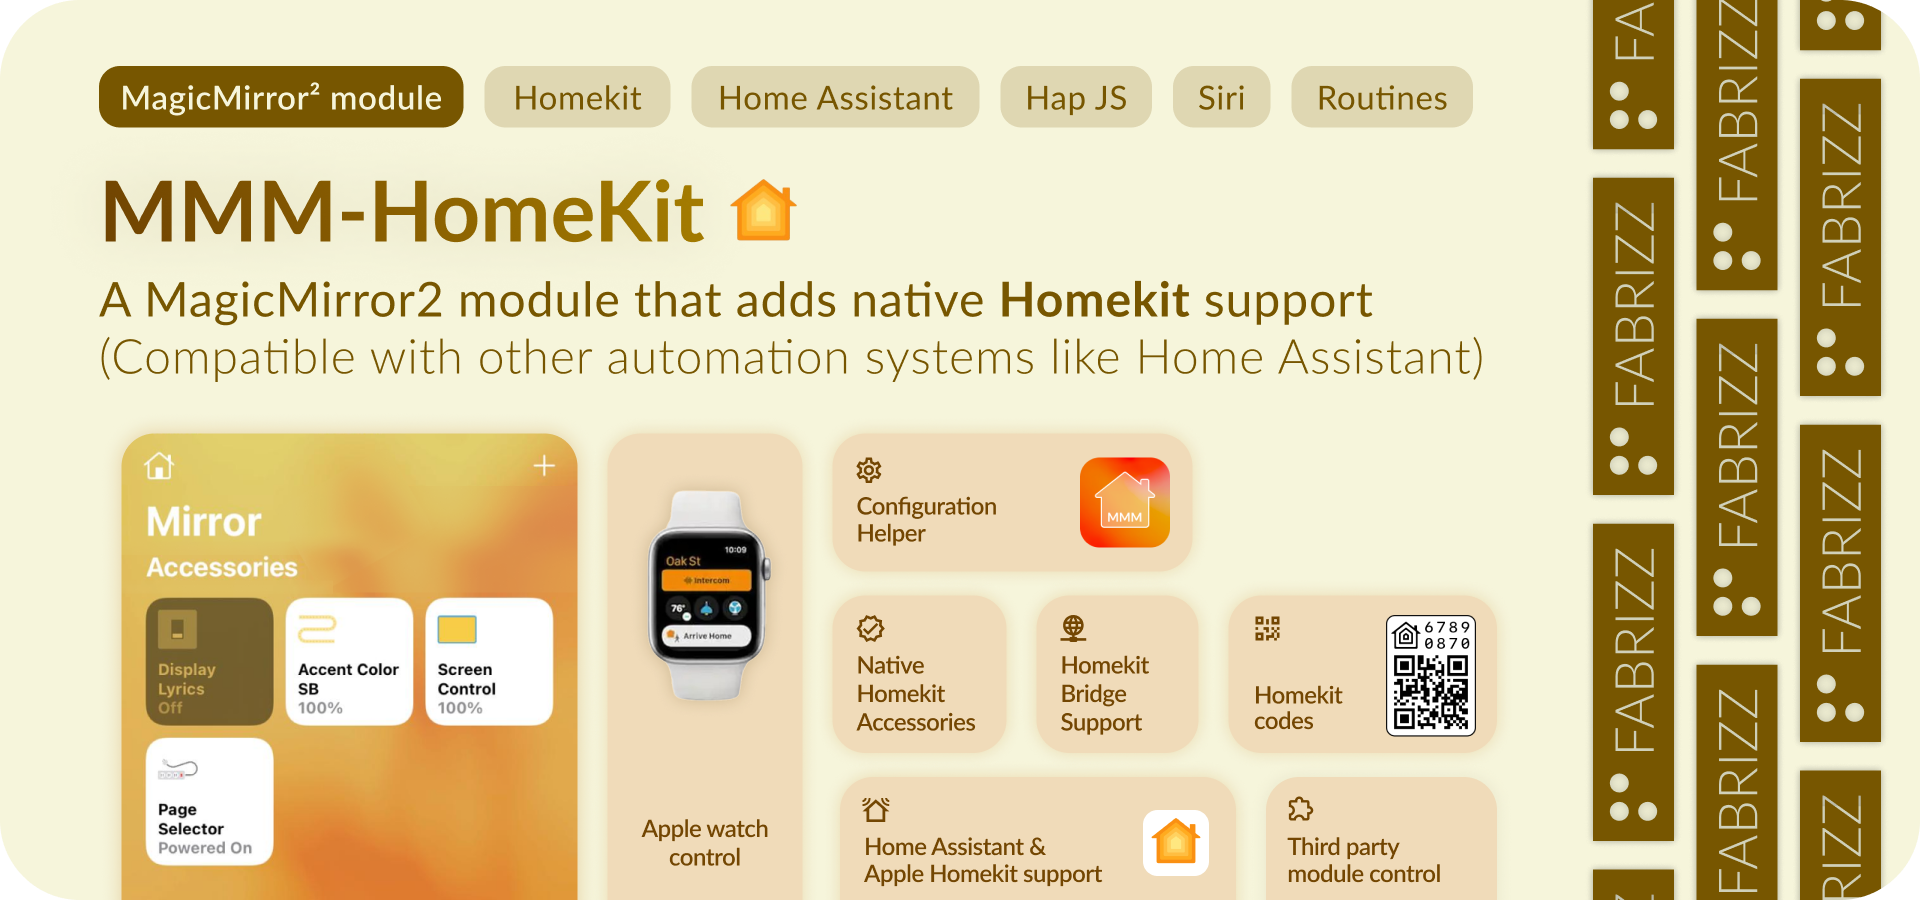 MagicMirror² module
Homekit
Home Assistant
Hap JS
Siri
Routines
MMM-HomeKit
A MagicMirror2 module that adds native Homekit support
(Compatible with other automation systems like Home Assistant)
Mirror
Accessories
Display
Lyrics
Off
Accent Color
SB
100%
Screen
Control
100%
Page
Selector
Powered On
10:09
Oak St
Intercom
76°
Arrive Home
Apple watch
control
Configuration
Helper
MMM
Native
Homekit
Accessories
Homekit
Bridge
Support
Homekit
codes
6789
0870
Home Assistant &
Apple Homekit support
Third party
module control
FA
FABRIZZ
FABRIZZ
FABRIZZ
FABRIZZ
FABRIZZ
FABRIZZ
FABRIZZ
RIZZ